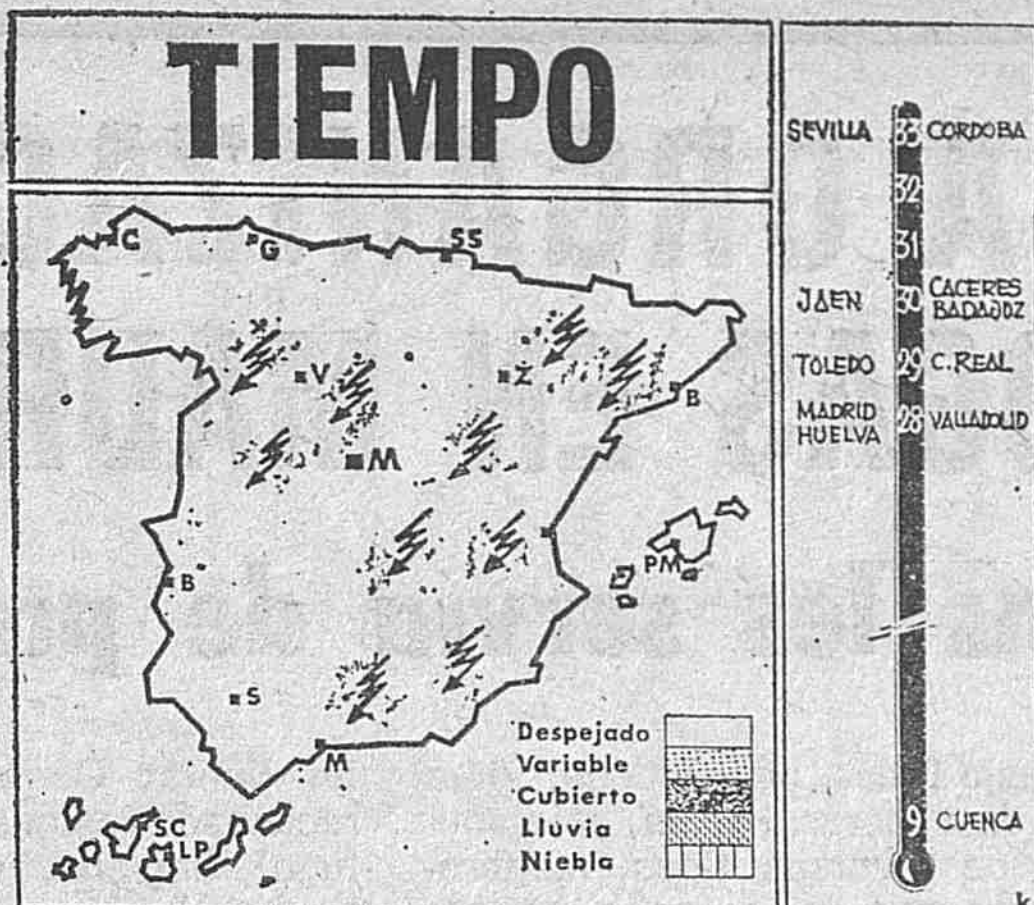 TIEMPO
C
G
SS
V
Z
B
M
B
PM
S
M
SC
LP
Despejado
Variable
Cubierto
Lluvia
Niebla
SEVILLA 33 CORDOBA
32
31
JAEN 30 CACERES
BADAJOZ
TOLEDO 29 C.REAL
MADRID 28 VALLADOLID
HUELVA
9 CUENCA